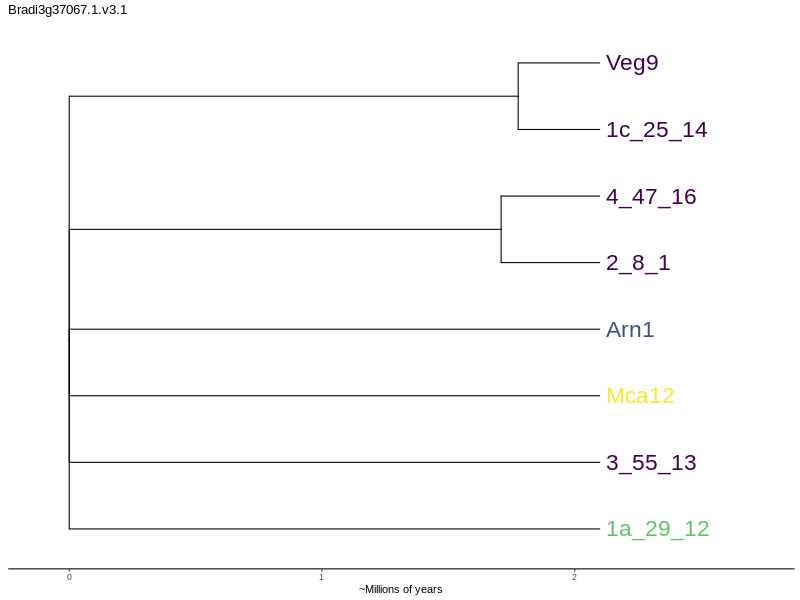 Bradi3g37067.1.v3.1
Veg9
1c_25_14
4_47_16
2_8_1
Arn1
Mca12
3_55_13
1a_29_12
0 1 2
~Millions of years